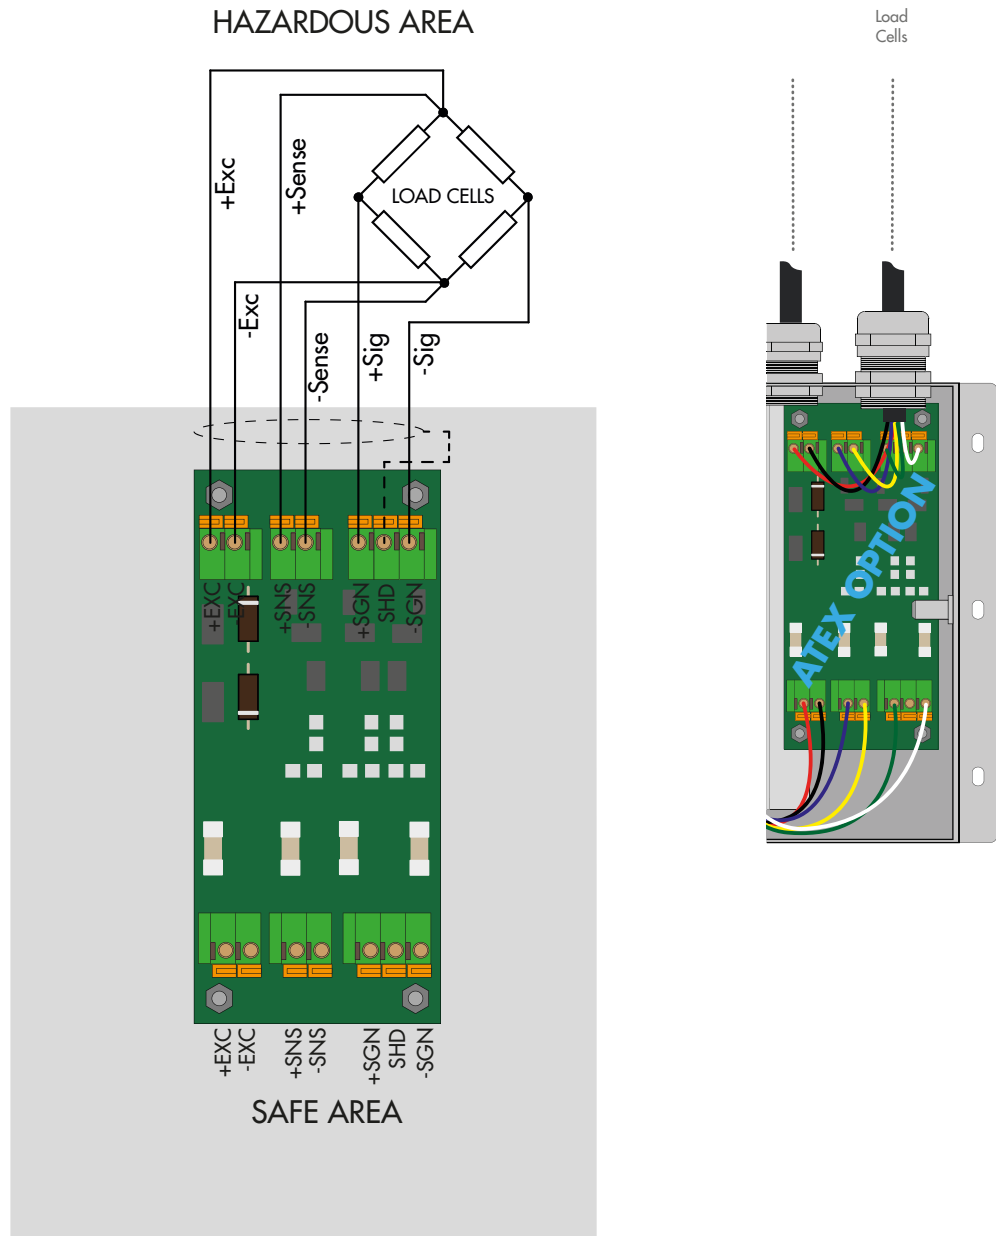 HAZARDOUS AREA
Load
Cells
+Exc
+Sense
LOAD CELLS
-Exc
-Sense
+Sig
-Sig
+EXC
-EXC
+SNS
-SNS
+SGN
SHD
-SGN
ATEX OPTION
+EXC
-EXC
+SNS
-SNS
+SGN
SHD
-SGN
SAFE AREA